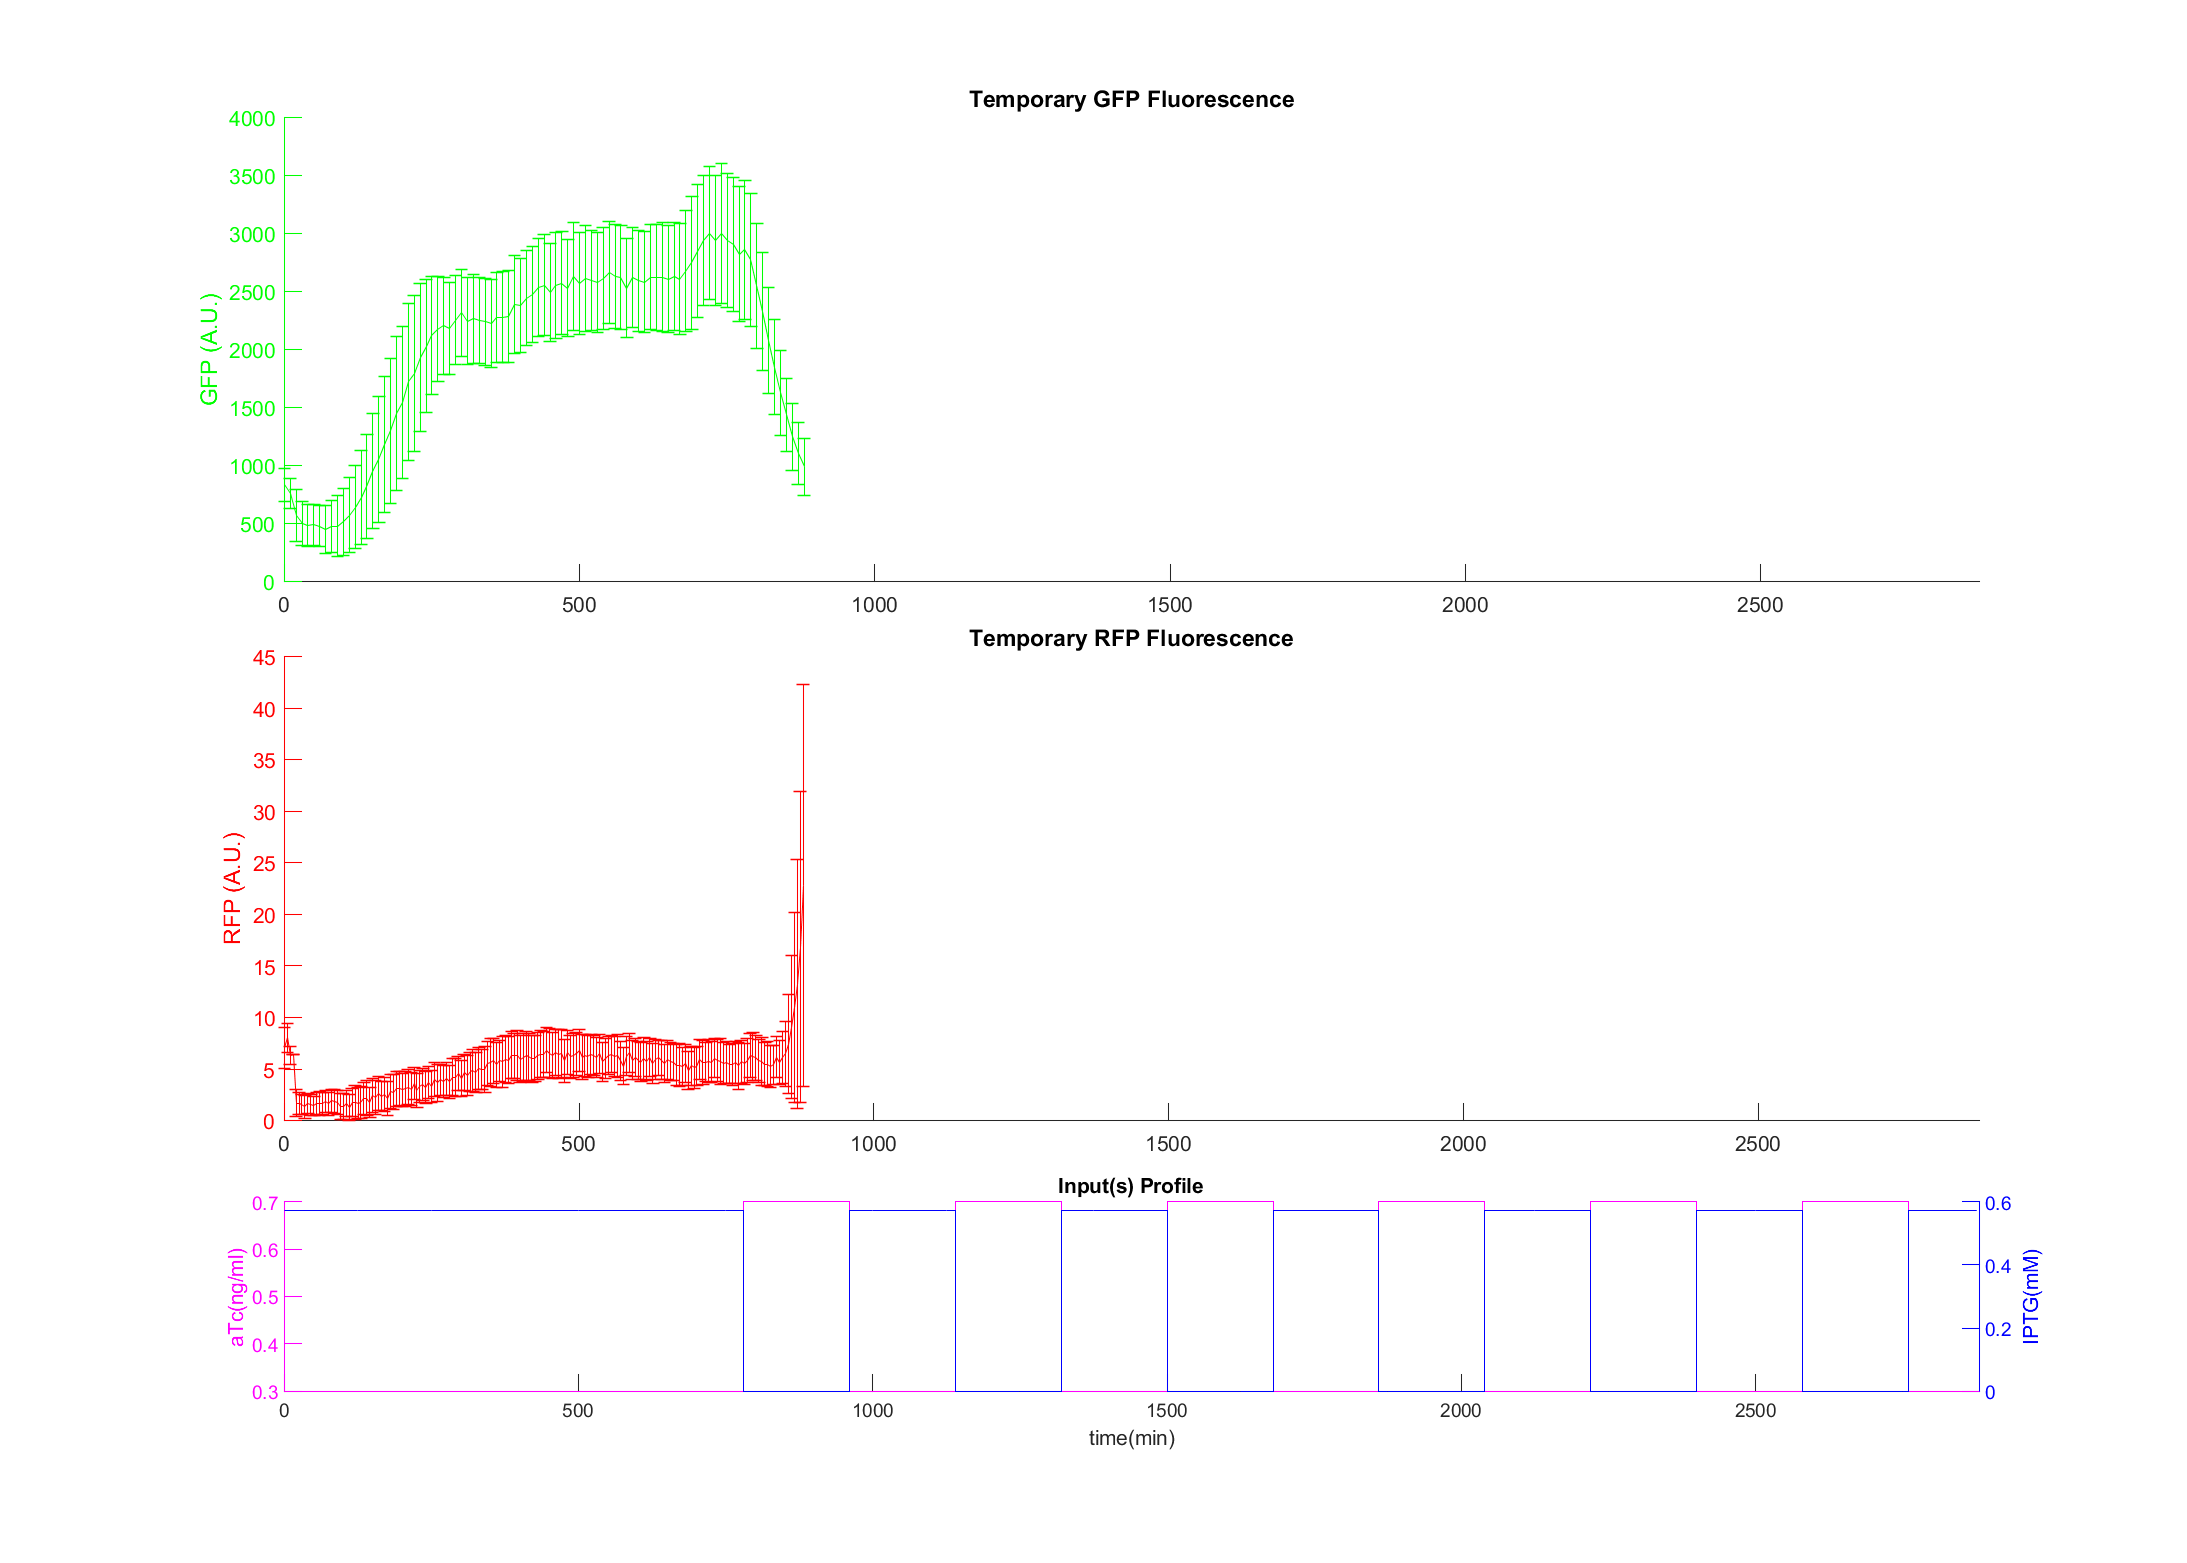 Temporary GFP Fluorescence
4000
3500
3000
2500
2000
1500
1000
500
0
GFP (A.U.)
0 500 1000 1500 2000 2500
Temporary RFP Fluorescence
45
40
35
30
25
20
15
10
5
0
RFP (A.U.)
0 500 1000 1500 2000 2500
Input(s) Profile
0.7
0.6
0.5
0.4
0.3
aTc(ng/ml)
0.6
0.4
0.2
0
IPTG(mM)
0 500 1000 1500 2000 2500
time(min)